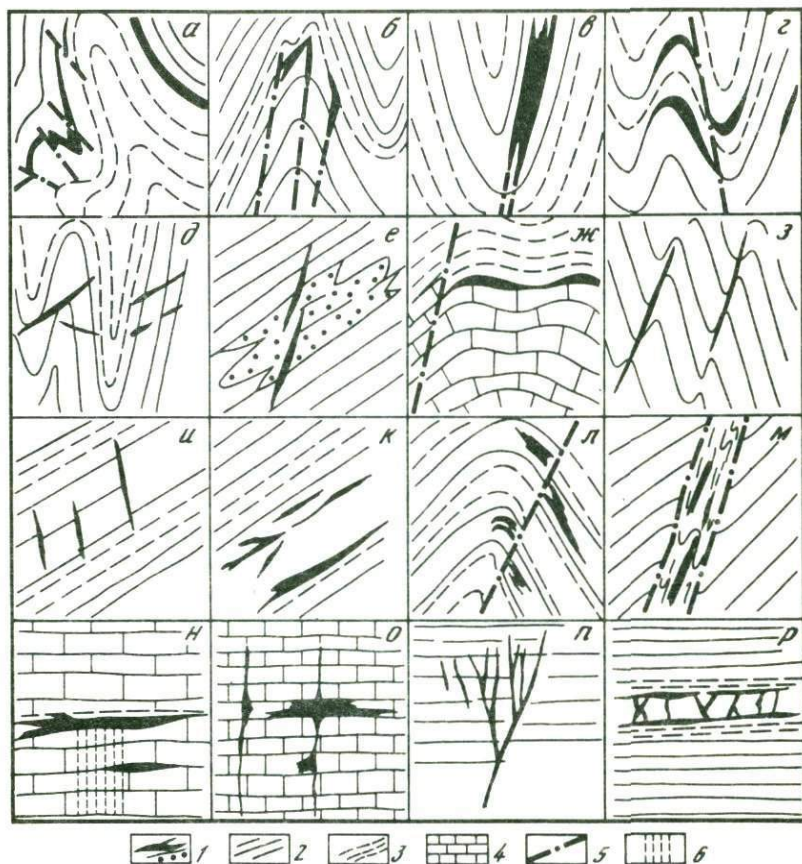 а б в г
д е ж з
и к л м
н о п р
1 2 3 4 5 6